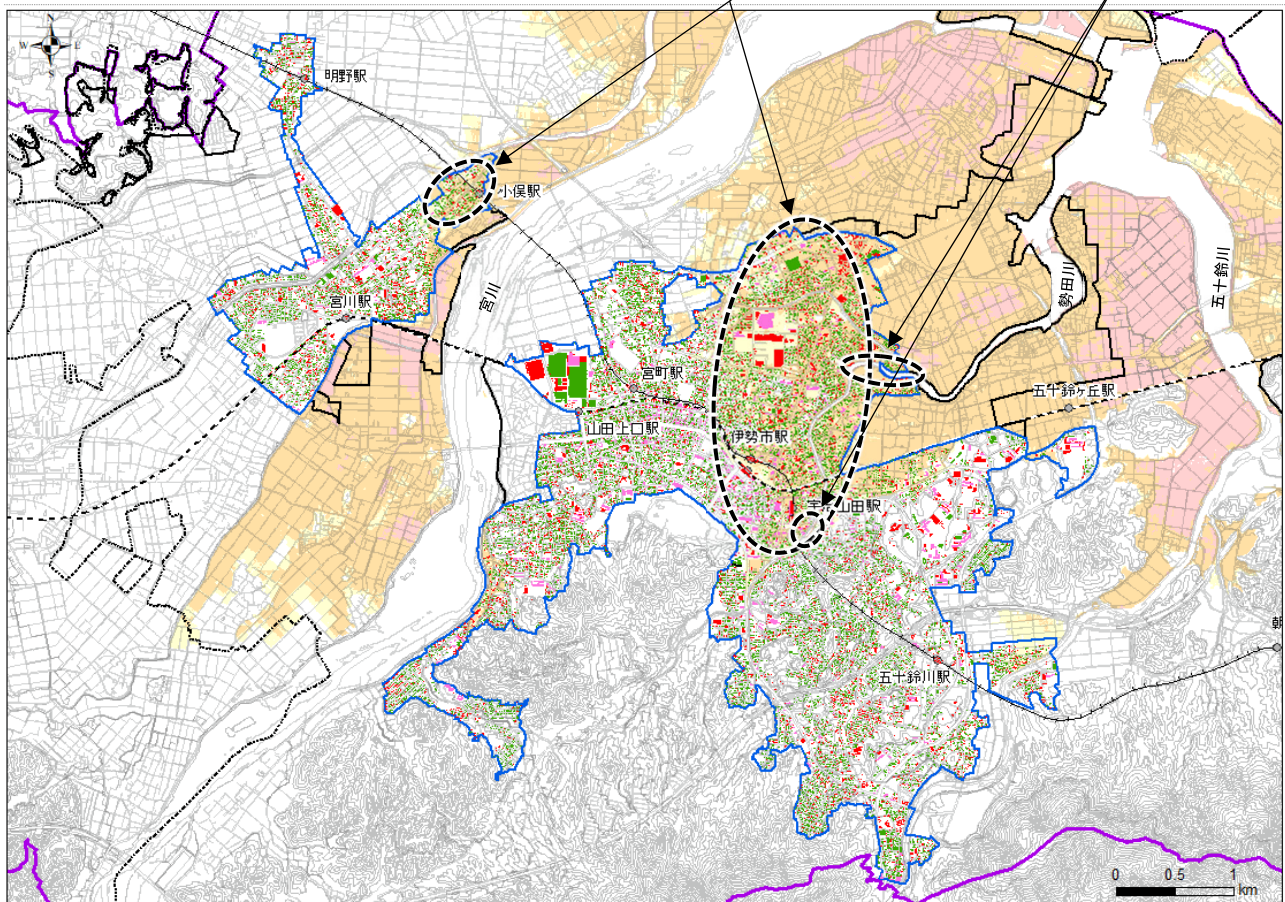 N
W
E
S
明野駅
小俣駅
宮川
勢田川
五十鈴川
宮川駅
宮町駅
五十鈴ヶ丘駅
山田上口駅
伊勢市駅
山田駅
五十鈴川駅
朝
0 0.5 1
km